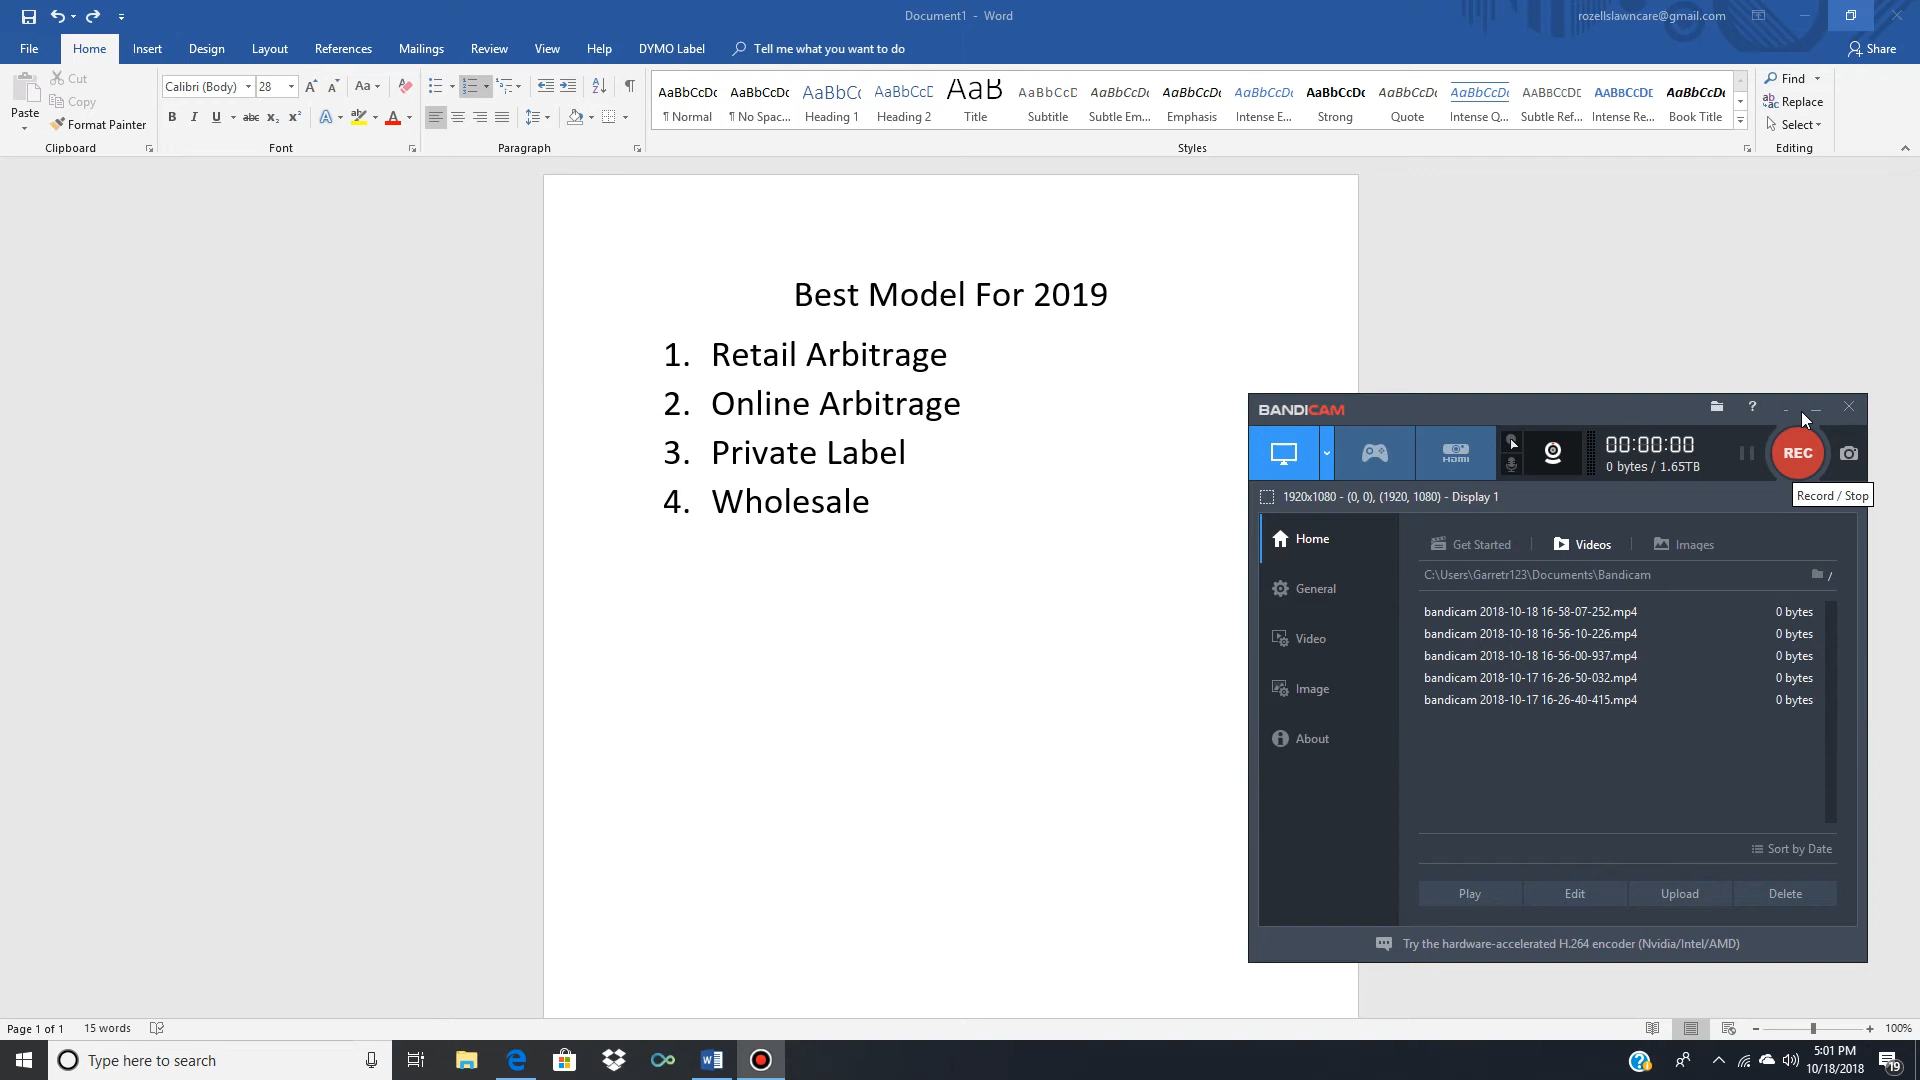 Document1 - Word
rozellslawncare@gmail.com
File Home Insert Design Layout References Mailings Review View Help DYMO Label Tell me what you want to do Share
Paste
Cut
Copy
Format Painter
Clipboard
Calibri (Body) 28
Font
Paragraph
AaBbCcDc AaBbCcDc AaBbCc AaBbCcD AaB AaBbCcD AaBbCcDc AaBbCcDc AaBbCcDc AaBbCcDc AaBbCcDc AaBbCcDc AABBCCDD AABBCCDD AaBbCcDc
¶ Normal ¶ No Spac... Heading 1 Heading 2 Title Subtitle Subtle Em... Emphasis Intense E... Strong Quote Intense Q... Subtle Ref... Intense Re... Book Title
Styles
Find
Replace
Select
Editing
Best Model For 2019
1. Retail Arbitrage
2. Online Arbitrage
3. Private Label
4. Wholesale
BANDICAM
HDMI
00:00:00
0 bytes / 1.65TB
REC
Record / Stop
1920x1080 - (0, 0), (1920, 1080) - Display 1
Home
General
Video
Image
About
Get Started Videos Images
C:\Users\Garretr123\Documents\Bandicam
bandicam 2018-10-18 16-58-07-252.mp4 0 bytes
bandicam 2018-10-18 16-56-10-226.mp4 0 bytes
bandicam 2018-10-18 16-56-00-937.mp4 0 bytes
bandicam 2018-10-17 16-26-50-032.mp4 0 bytes
bandicam 2018-10-17 16-26-40-415.mp4 0 bytes
Sort by Date
Play Edit Upload Delete
Try the hardware-accelerated H.264 encoder (Nvidia/Intel/AMD)
Page 1 of 1 15 words
100%
Type here to search
5:01 PM
10/18/2018
19